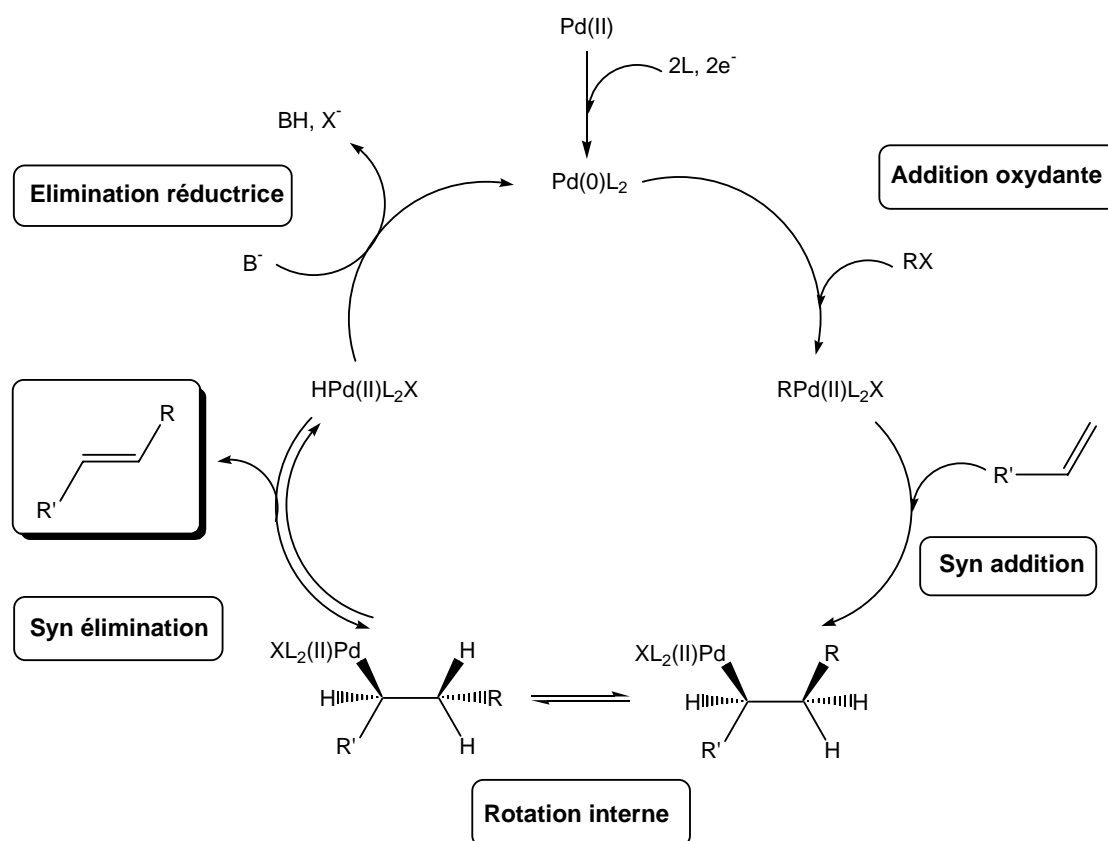 Pd(II)
2L, 2e⁻
BH, X⁻
Elimination réductrice
Pd(0)L₂
Addition oxydante
B⁻
RX
HPd(II)L₂X
RPd(II)L₂X
R
R'
R'
Syn addition
Syn élimination
XL₂(II)Pd
H
H
R
R'
H
XL₂(II)Pd
R
H
H
R'
H
Rotation interne